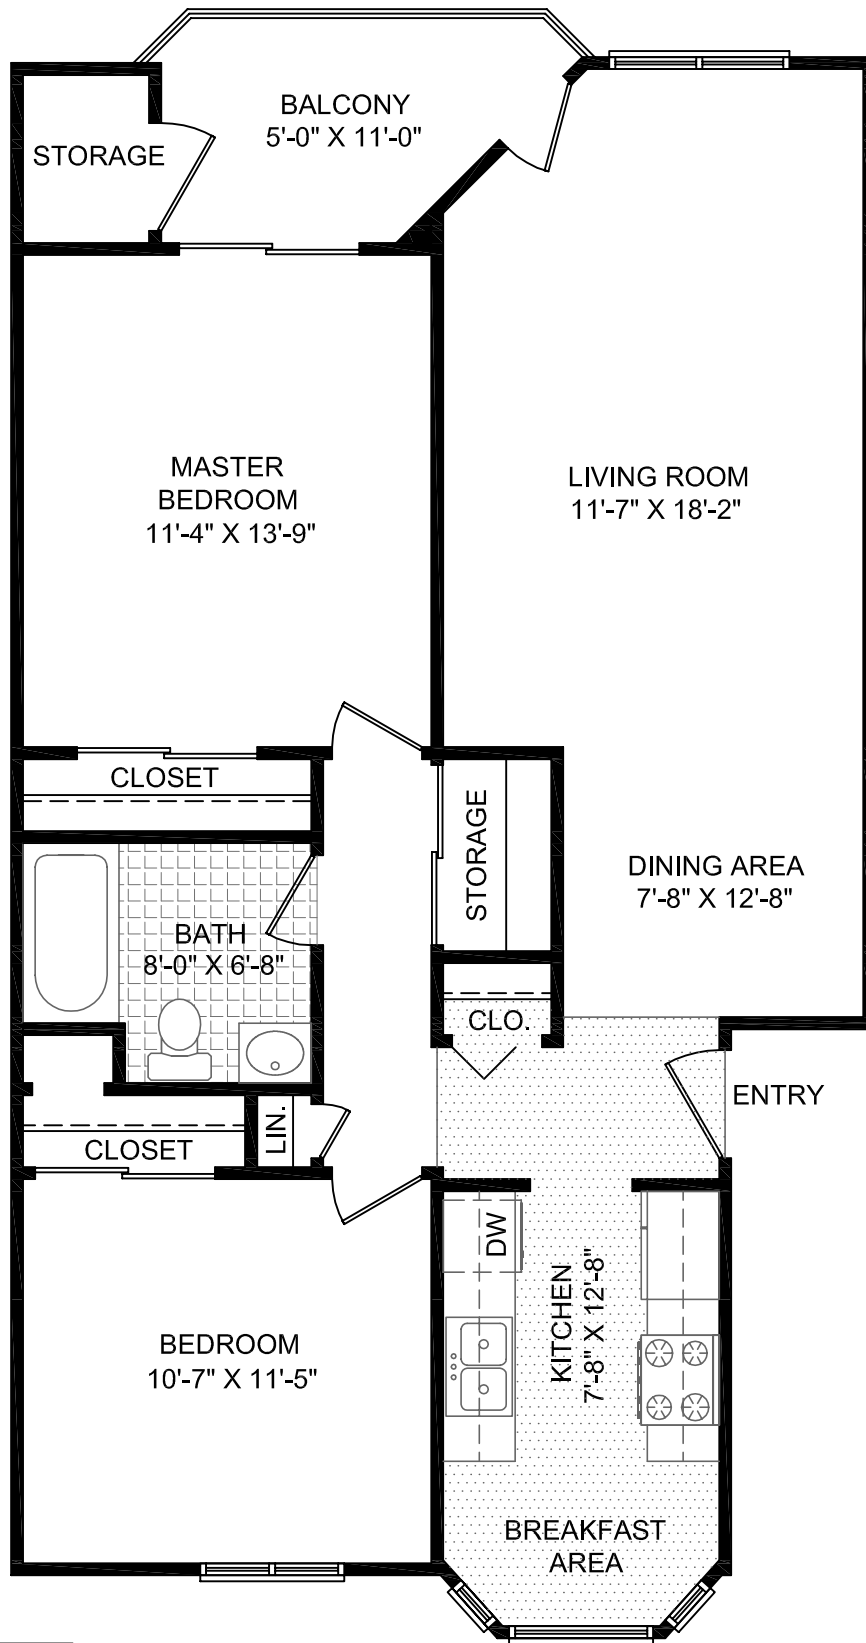 BALCONY
5'-0" X 11'-0"
STORAGE
MASTER
BEDROOM
11'-4" X 13'-9"
LIVING ROOM
11'-7" X 18'-2"
CLOSET
STORAGE
DINING AREA
7'-8" X 12'-8"
BATH
8'-0" X 6'-8"
CLO.
ENTRY
LIN.
CLOSET
DW
KITCHEN
7'-8" X 12'-8"
BEDROOM
10'-7" X 11'-5"
BREAKFAST
AREA